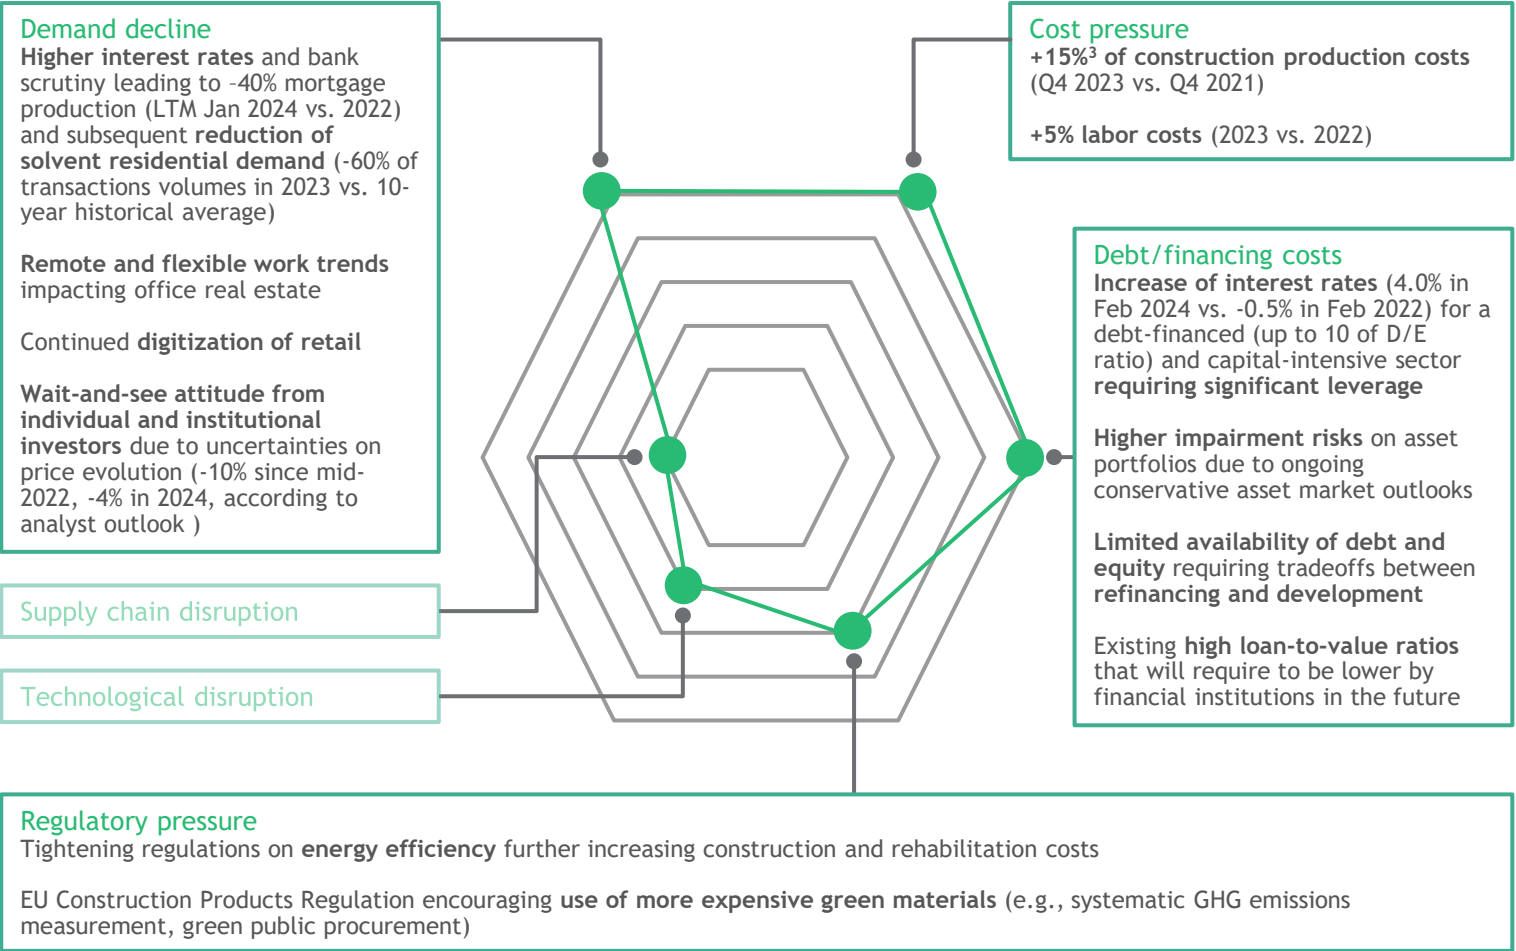 Demand decline
Higher interest rates and bank
scrutiny leading to -40% mortgage
production (LTM Jan 2024 vs. 2022)
and subsequent reduction of
solvent residential demand (-60% of
transactions volumes in 2023 vs. 10-
year historical average)
Remote and flexible work trends
impacting office real estate
Continued digitization of retail
Wait-and-see attitude from
individual and institutional
investors due to uncertainties on
price evolution (-10% since mid-
2022, -4% in 2024, according to
analyst outlook )
Supply chain disruption
Technological disruption
Cost pressure
+15%³ of construction production costs
(Q4 2023 vs. Q4 2021)
+5% labor costs (2023 vs. 2022)
Debt/financing costs
Increase of interest rates (4.0% in
Feb 2024 vs. -0.5% in Feb 2022) for a
debt-financed (up to 10 of D/E
ratio) and capital-intensive sector
requiring significant leverage
Higher impairment risks on asset
portfolios due to ongoing
conservative asset market outlooks
Limited availability of debt and
equity requiring tradeoffs between
refinancing and development
Existing high loan-to-value ratios
that will require to be lower by
financial institutions in the future
Regulatory pressure
Tightening regulations on energy efficiency further increasing construction and rehabilitation costs
EU Construction Products Regulation encouraging use of more expensive green materials (e.g., systematic GHG emissions
measurement, green public procurement)